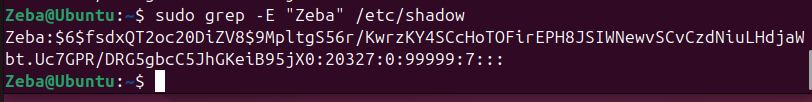 Zeba@Ubuntu:~$ sudo grep -E "Zeba" /etc/shadow
Zeba:$6$fsdxQT2oc20DiZV8$9MpltgS56r/KwrzKY4SCcHoTOFirEPH8JSIWNewvSCvCzdNiuLHdjaW
bt.Uc7GPR/DRG5gbcC5JhGKeiB95jX0:20327:0:99999:7:::
Zeba@Ubuntu:~$